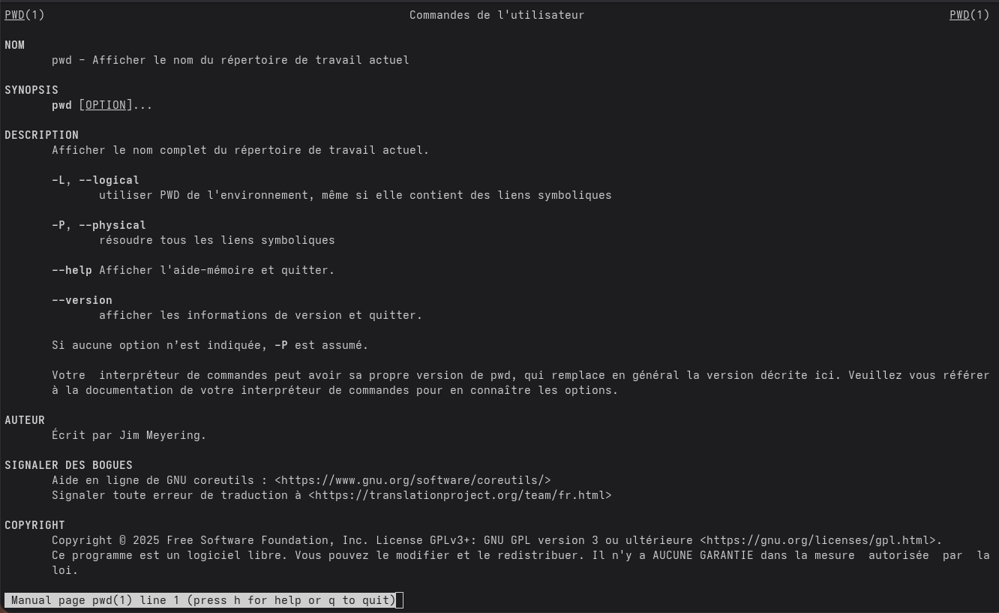 PWD(1) Commandes de l'utilisateur PWD(1)
NOM
pwd - Afficher le nom du répertoire de travail actuel
SYNOPSIS
pwd [OPTION]...
DESCRIPTION
Afficher le nom complet du répertoire de travail actuel.
-L, --logical
utiliser PWD de l'environnement, même si elle contient des liens symboliques
-P, --physical
résoudre tous les liens symboliques
--help Afficher l'aide-mémoire et quitter.
--version
afficher les informations de version et quitter.
Si aucune option n’est indiquée, -P est assumé.
Votre interpréteur de commandes peut avoir sa propre version de pwd, qui remplace en général la version décrite ici. Veuillez vous référer
à la documentation de votre interpréteur de commandes pour en connaître les options.
AUTEUR
Écrit par Jim Meyering.
SIGNALER DES BOGUES
Aide en ligne de GNU coreutils : <https://www.gnu.org/software/coreutils/>
Signaler toute erreur de traduction à <https://translationproject.org/team/fr.html>
COPYRIGHT
Copyright © 2025 Free Software Foundation, Inc. License GPLv3+: GNU GPL version 3 ou ultérieure <https://gnu.org/licenses/gpl.html>.
Ce programme est un logiciel libre. Vous pouvez le modifier et le redistribuer. Il n'y a AUCUNE GARANTIE dans la mesure autorisée par la
loi.
Manual page pwd(1) line 1 (press h for help or q to quit)